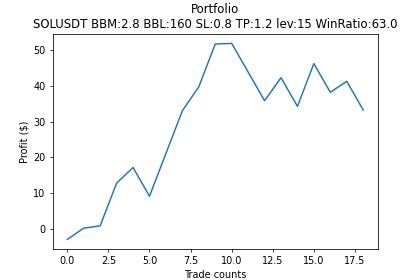 Portfolio
SOLUSDT BBM:2.8 BBL:160 SL:0.8 TP:1.2 lev:15 WinRatio:63.0
50
40
30
20
10
0
Profit ($)
0.0 2.5 5.0 7.5 10.0 12.5 15.0 17.5
Trade counts